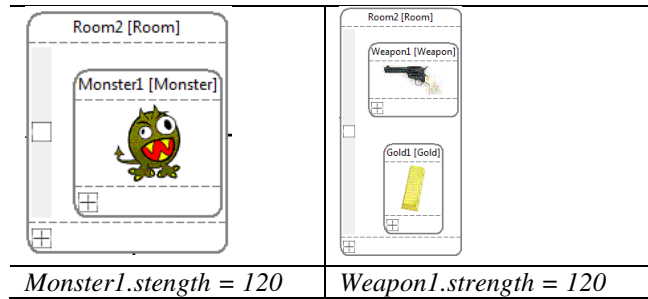 Room2 [Room]
Monster1 [Monster]
Monster1.stength = 120
Room2 [Room]
Weapon1 [Weapon]
Gold1 [Gold]
Weapon1.strength = 120